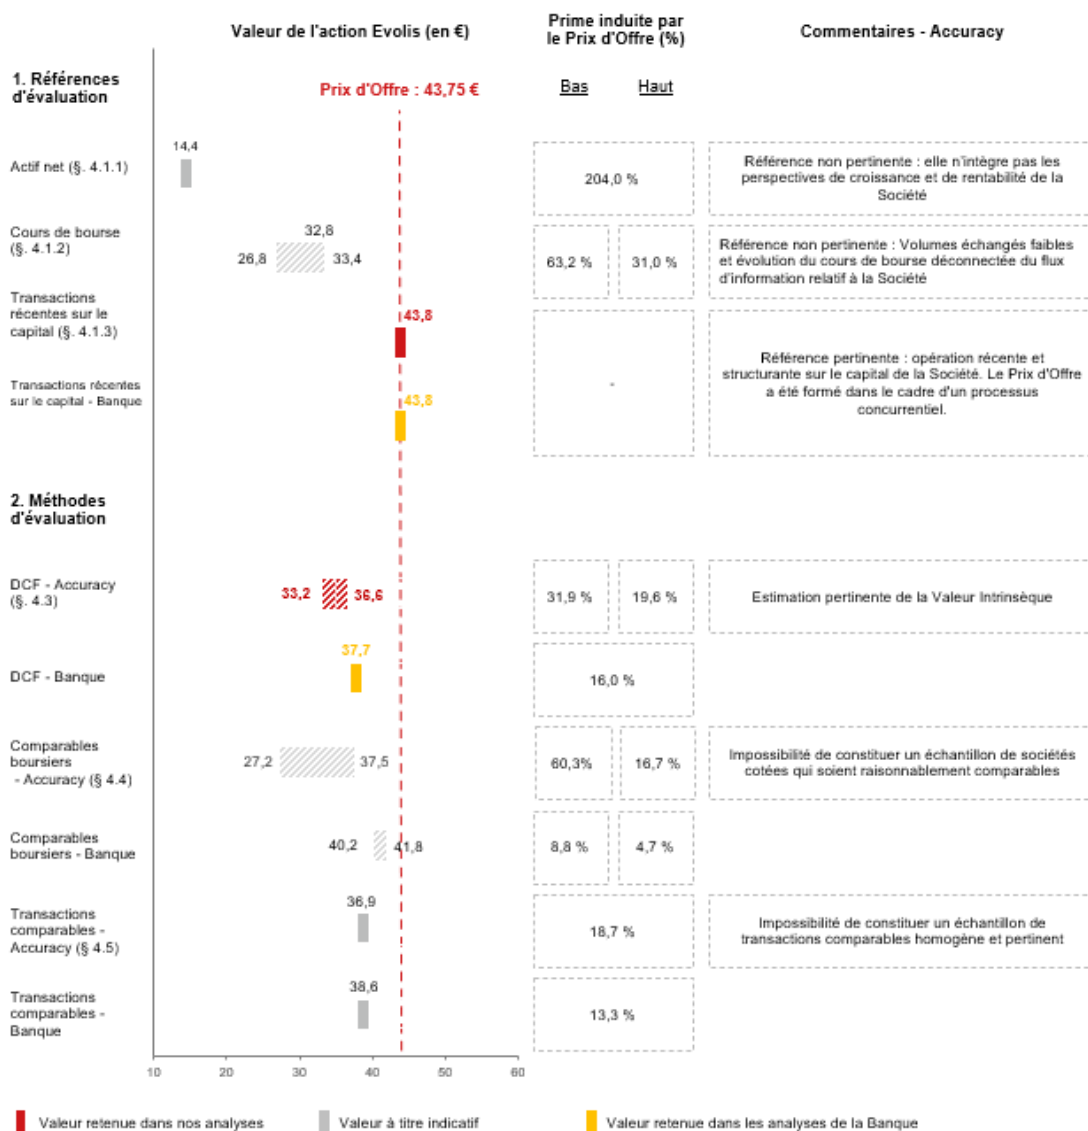 Valeur de l'action Evolis (en €)
Prime induite par
le Prix d'Offre (%)
Commentaires - Accuracy
1. Références
d'évaluation
Prix d'Offre : 43,75 €
Bas
Haut
Actif net (§. 4.1.1)
14,4
204,0 %
Référence non pertinente : elle n'intègre pas les
perspectives de croissance et de rentabilité de la
Société
Cours de bourse
(§. 4.1.2)
32,8
26,8
33,4
63,2 %
31,0 %
Référence non pertinente : Volumes échangés faibles
et évolution du cours de bourse déconnectée du flux
d'information relatif à la Société
Transactions
récentes sur le
capital (§. 4.1.3)
43,8
Transactions récentes
sur le capital - Banque
43,8
-
Référence pertinente : opération récente et
structurante sur le capital de la Société. Le Prix d'Offre
a été formé dans le cadre d'un processus
concurrentiel.
2. Méthodes
d'évaluation
DCF - Accuracy
(§. 4.3)
33,2
36,6
31,9 %
19,6 %
Estimation pertinente de la Valeur Intrinsèque
DCF - Banque
37,7
16,0 %
Comparables
boursiers
- Accuracy (§ 4.4)
27,2
37,5
60,3%
16,7 %
Impossibilité de constituer un échantillon de sociétés
cotées qui soient raisonnablement comparables
Comparables
boursiers - Banque
40,2
41,8
8,8 %
4,7 %
Transactions
comparables -
Accuracy (§ 4.5)
36,9
18,7 %
Impossibilité de constituer un échantillon de
transactions comparables homogène et pertinent
Transactions
comparables -
Banque
38,6
13,3 %
10
20
30
40
50
60
Valeur retenue dans nos analyses
Valeur à titre indicatif
Valeur retenue dans les analyses de la Banque